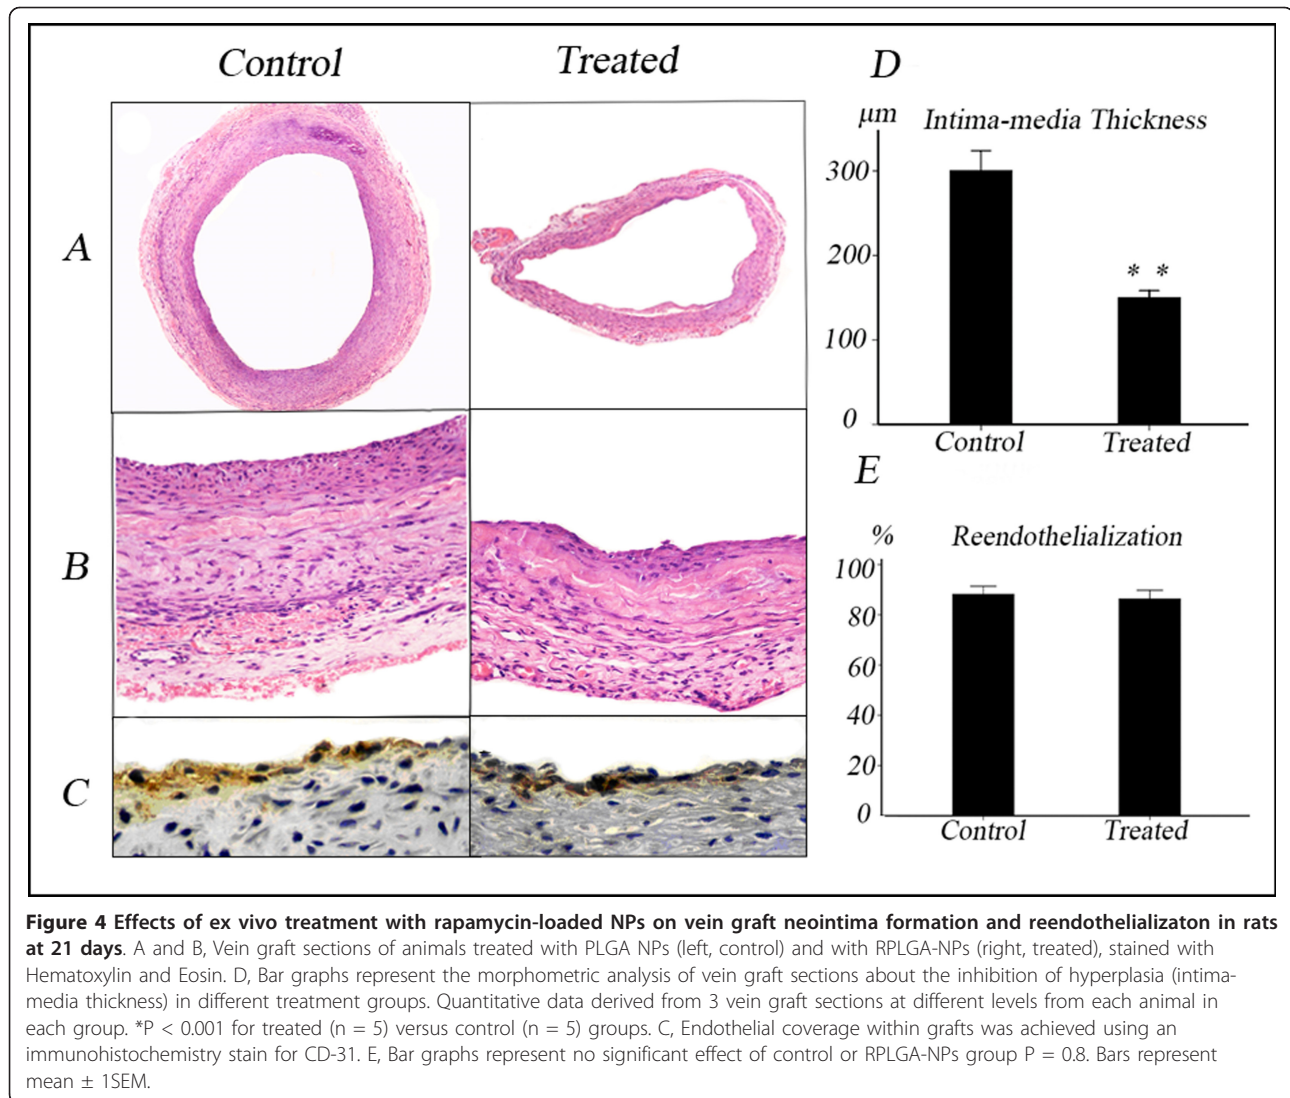 Control
Treated
A
B
C
D
µm
Intima-media Thickness
300
200
100
0
* *
Control
Treated
E
%
Reendothelialization
100
80
60
40
20
0
Control
Treated
Figure 4 Effects of ex vivo treatment with rapamycin-loaded NPs on vein graft neointima formation and reendothelializaton in rats
at 21 days. A and B, Vein graft sections of animals treated with PLGA NPs (left, control) and with RPLGA-NPs (right, treated), stained with
Hematoxylin and Eosin. D, Bar graphs represent the morphometric analysis of vein graft sections about the inhibition of hyperplasia (intima-
media thickness) in different treatment groups. Quantitative data derived from 3 vein graft sections at different levels from each animal in
each group. *P < 0.001 for treated (n = 5) versus control (n = 5) groups. C, Endothelial coverage within grafts was achieved using an
immunohistochemistry stain for CD-31. E, Bar graphs represent no significant effect of control or RPLGA-NPs group P = 0.8. Bars represent
mean ± 1SEM.